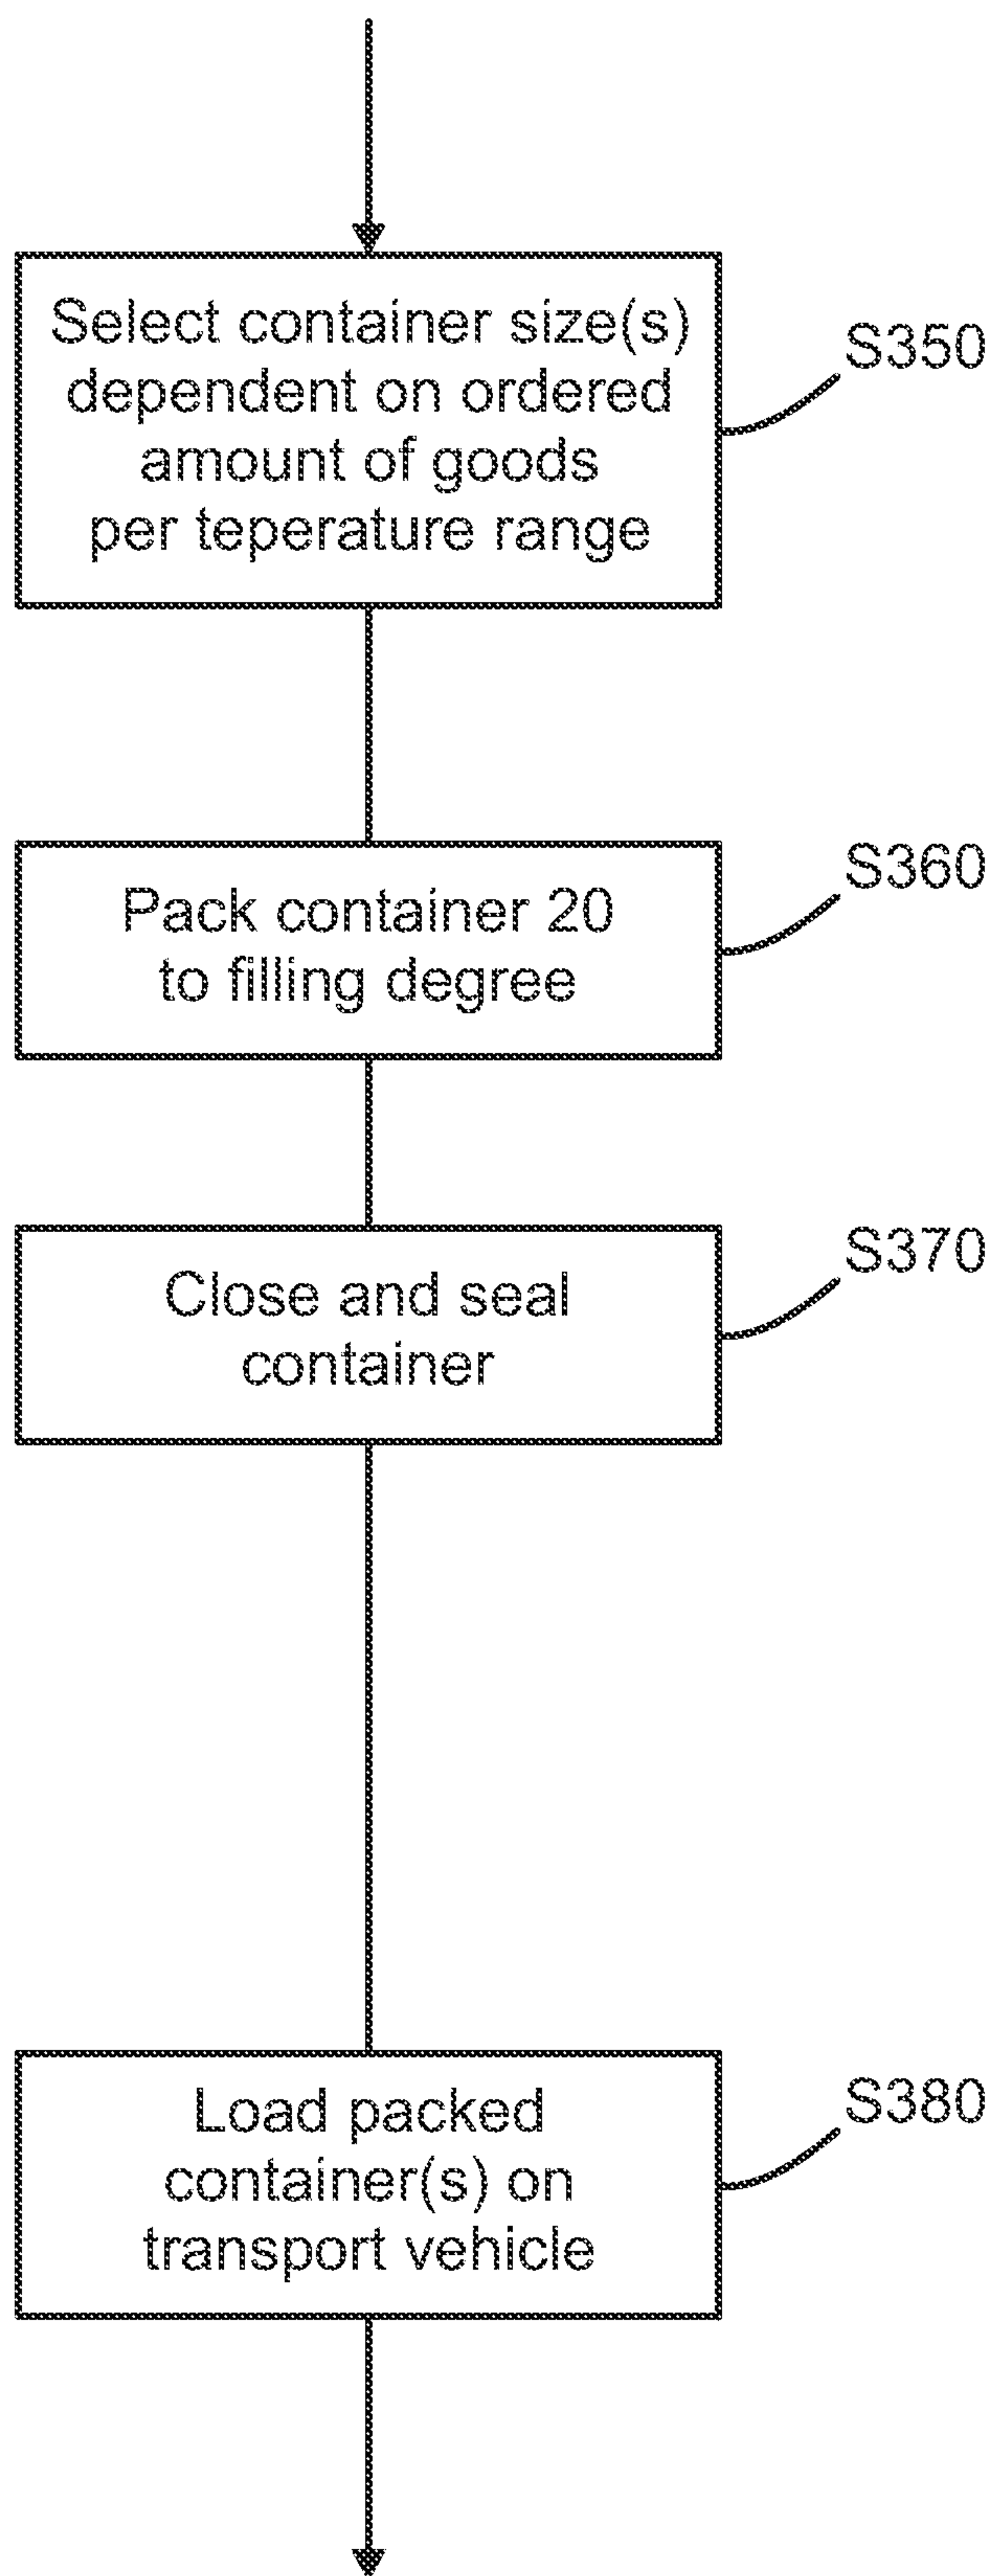 Select container size(s)
dependent on ordered
amount of goods
per teperature range
S350
Pack container 20
to filling degree
S360
Close and seal
container
S370
Load packed
container(s) on
transport vehicle
S380